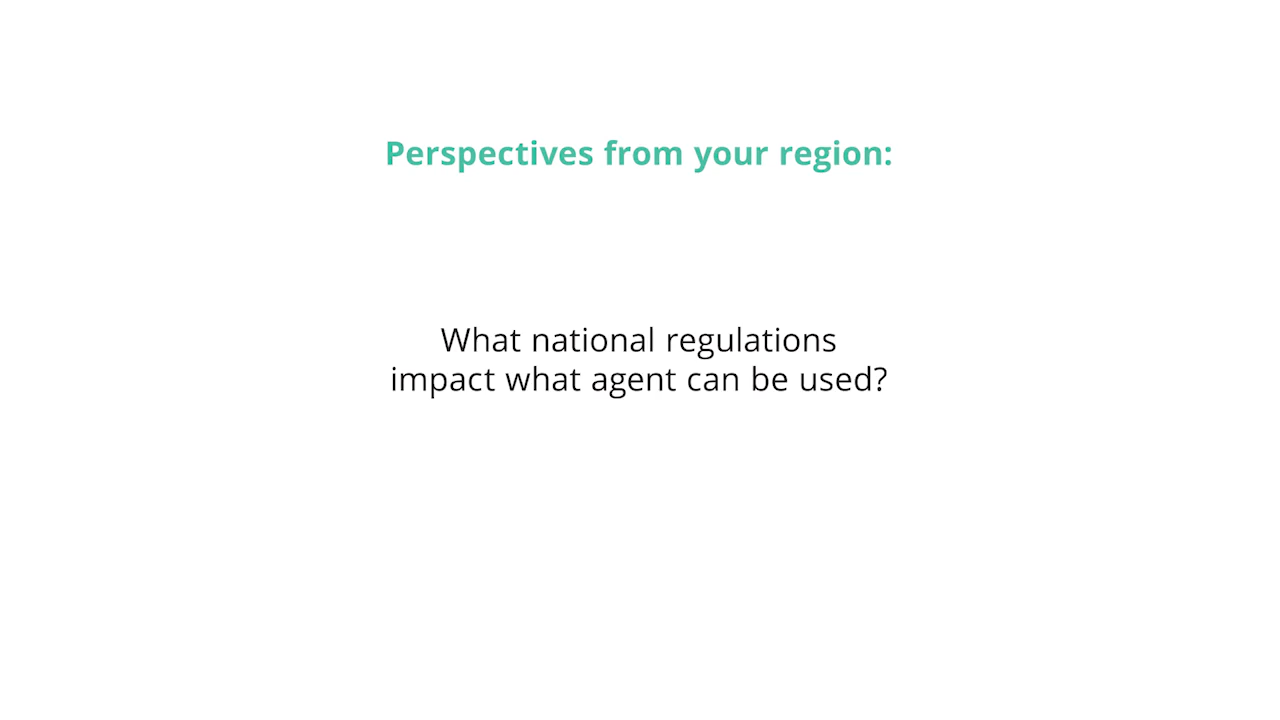 Perspectives from your region:
What national regulations
impact what agent can be used?